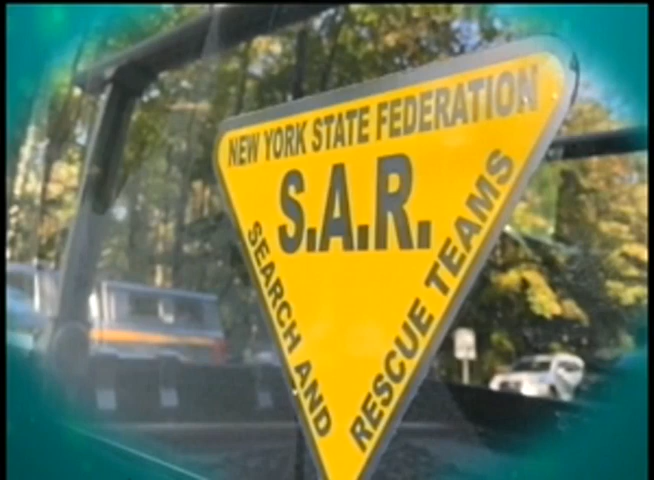 NEW YORK STATE FEDERATION
S.A.R.
SEARCH AND
RESCUE TEAMS